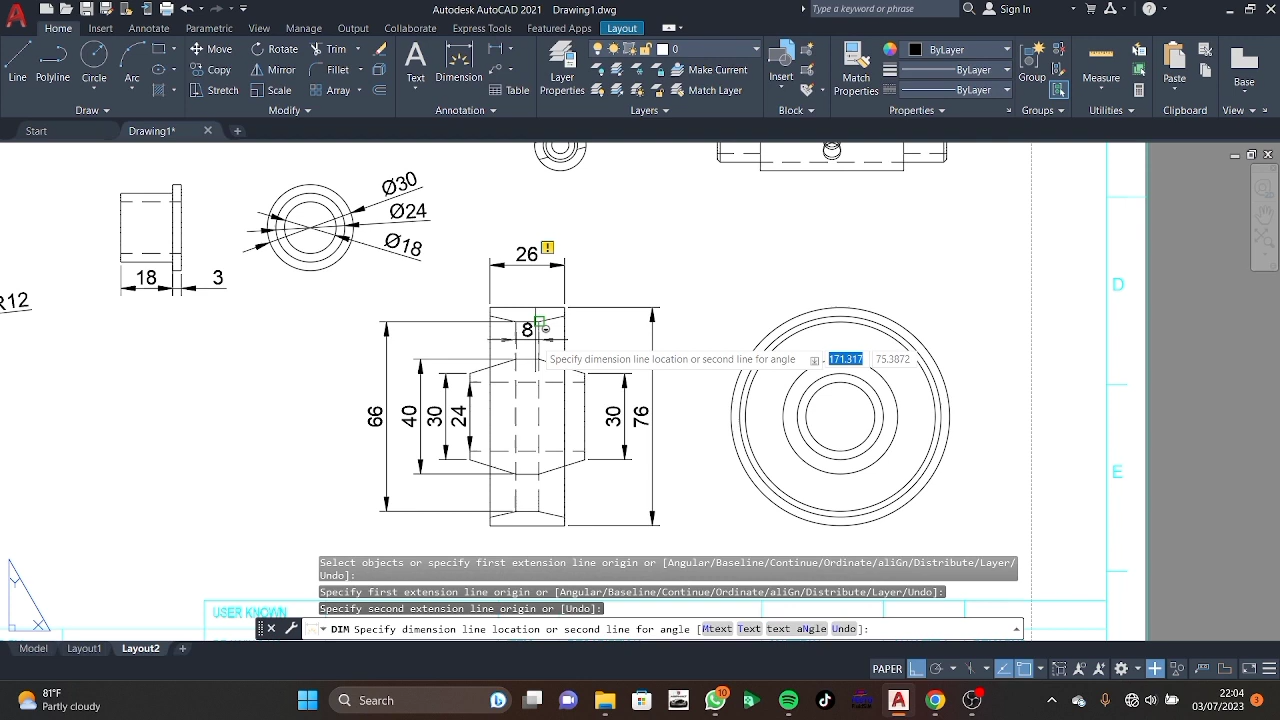 Autodesk AutoCAD 2021 Drawing1.dwg
Type a keyword or phrase
Sign In
Home Insert Annotate Parametric View Manage Output Collaborate Express Tools Featured Apps Layout
Line Polyline Circle Arc
Move Rotate Trim
Copy Mirror Fillet
Stretch Scale Array
Text Dimension Table
Layer Properties
0
Make Current
Match Layer
Insert
Match Properties
ByLayer
ByLayer
ByLayer
Group
Measure
Paste
Base
Draw Modify Annotation Layers Block Properties Groups Utilities Clipboard View
Start Drawing1*
Ø30
Ø24
Ø18
18 3
R12
26
8
Specify dimension line location or second line for angle 171.317 75.3872
66 40 30 24 30 76
D
E
Select objects or specify first extension line origin or [Angular/Baseline/Continue/Ordinate/aliGn/Distribute/Layer/
Undo]:
Specify first extension line origin or [Angular/Baseline/Continue/Ordinate/aliGn/Distribute/Layer/Undo]:
Specify second extension line origin or [Undo]:
USER KNOWN
DIM Specify dimension line location or second line for angle [Mtext Text text aNgle Undo]:
Model Layout1 Layout2
PAPER
81°F
Partly cloudy
Search
10
22:04
03/07/2023